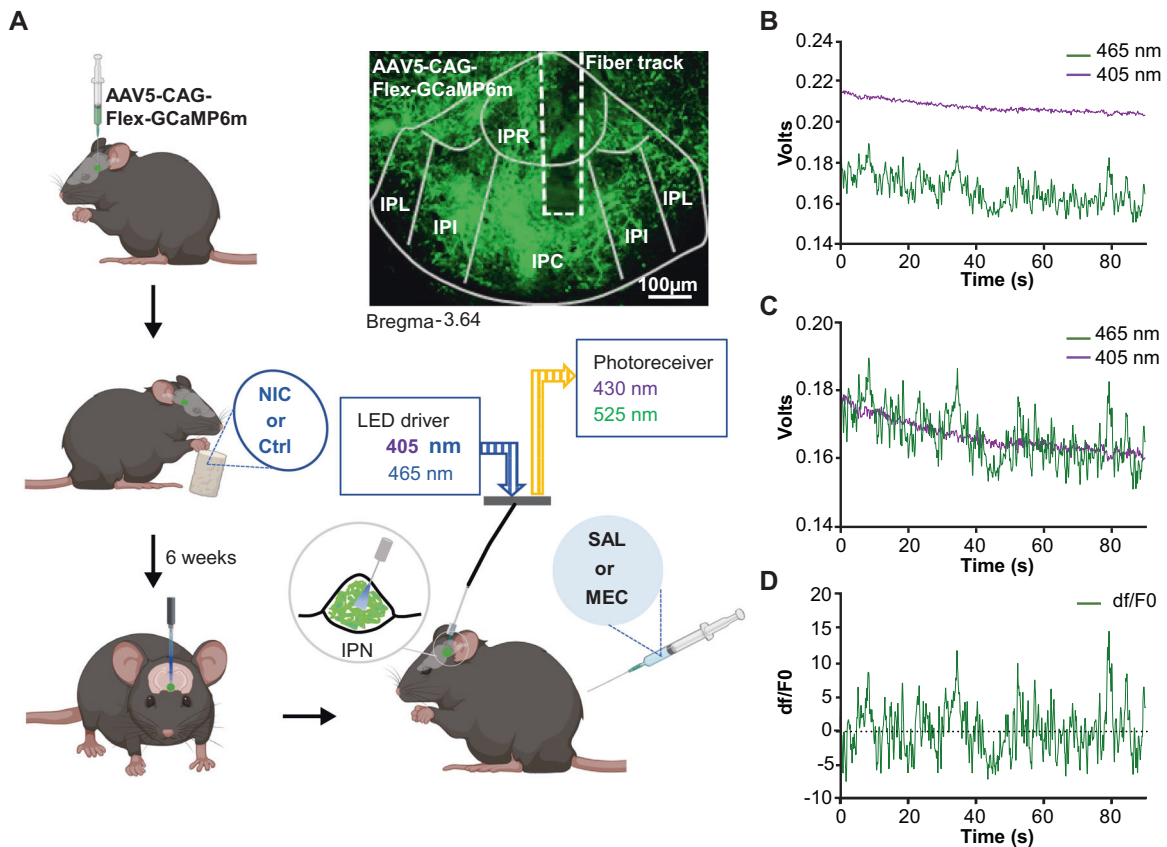 A
AAV5-CAG-
Flex-GCaMP6m
AAV5-CAG-
Flex-GCaMP6m
Fiber track
IPR
IPL
IPI
IPC
IPI
IPL
100µm
Bregma-3.64
NIC
or
Ctrl
LED driver
405 nm
465 nm
Photoreceiver
430 nm
525 nm
6 weeks
IPN
SAL
or
MEC
B
465 nm
405 nm
Volts
0.24
0.22
0.20
0.18
0.16
0.14
0 20 40 60 80
Time (s)
C
465 nm
405 nm
Volts
0.20
0.18
0.16
0.14
0 20 40 60 80
Time (s)
D
df/F0
df/F0
20
15
10
5
0
-5
-10
0 20 40 60 80
Time (s)